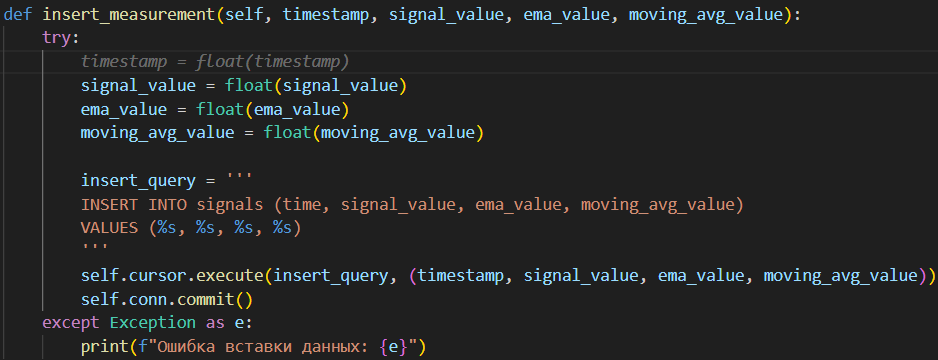 def insert_measurement(self, timestamp, signal_value, ema_value, moving_avg_value):
try:
timestamp = float(timestamp)
signal_value = float(signal_value)
ema_value = float(ema_value)
moving_avg_value = float(moving_avg_value)
insert_query = '''
INSERT INTO signals (time, signal_value, ema_value, moving_avg_value)
VALUES (%s, %s, %s, %s)
'''
self.cursor.execute(insert_query, (timestamp, signal_value, ema_value, moving_avg_value))
self.conn.commit()
except Exception as e:
print(f"Ошибка вставки данных: {e}")